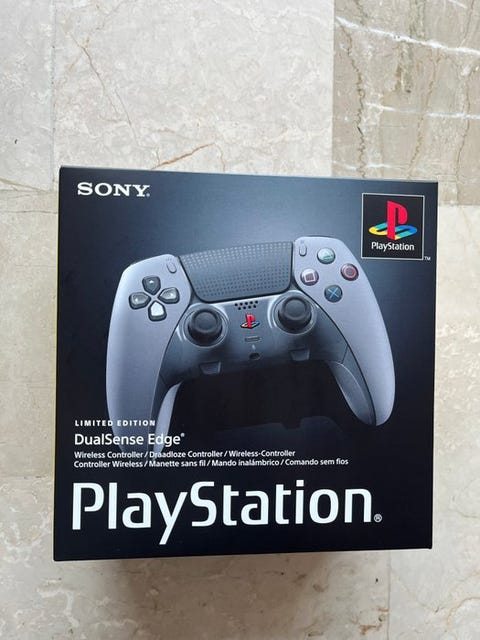 SONY®
PlayStation™
LIMITED EDITION
DualSense Edge®
Wireless Controller / Draadloze Controller / Wireless-Controller
Controller Wireless / Manette sans fil / Mando inalámbrico / Comando sem fios
PlayStation®